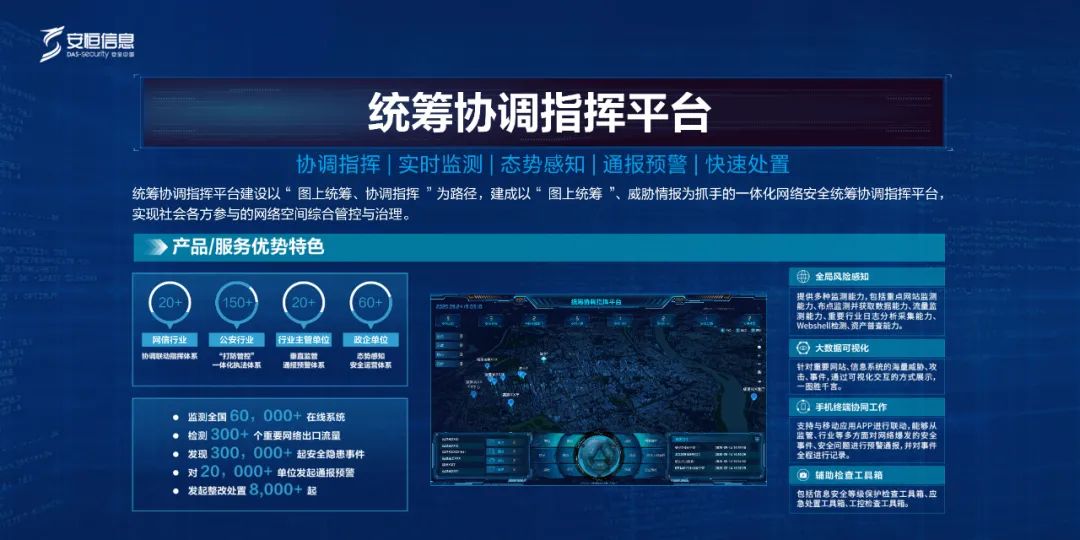 安恒信息
DAS-security 安全中国
统筹协调指挥平台
协调指挥 | 实时监测 | 态势感知 | 通报预警 | 快速处置
统筹协调指挥平台建设以“ 图上统筹、协调指挥 ”为路径，建成以“ 图上统筹 ”、威胁情报为抓手的一体化网络安全统筹协调指挥平台，
实现社会各方参与的网络空间综合管控与治理。
产品/服务优势特色
20+
网信行业
协调联动指挥体系
150+
公安行业
“打防管控”
一体化执法体系
20+
行业主管单位
垂直监管
通报预警体系
60+
政企单位
态势感知
安全运营体系
● 监测全国 60，000+ 在线系统
● 检测 300+ 个重要网络出口流量
● 发现 300，000+ 起安全隐患事件
● 对 20，000+ 单位发起通报预警
● 发起整改处置 8,000+ 起
统筹协调指挥平台
全局风险感知
提供多种监测能力，包括重点网站监测
能力、布点监测并获取数据能力、流量监
测能力、重要行业日志分析采集能力、
Webshell检测、资产普查能力。
大数据可视化
针对重要网站、信息系统的海量威胁、攻
击、事件，通过可视化交互的方式展示，
一图胜千言。
手机终端协同工作
支持与移动应用APP进行联动，能够从
监管、行业等多方面对网络爆发的安全
事件、安全问题进行预警通报，并对事件
全程进行记录。
辅助检查工具箱
包括信息安全等级保护检查工具箱、应
急处置工具箱、工控检查工具箱。